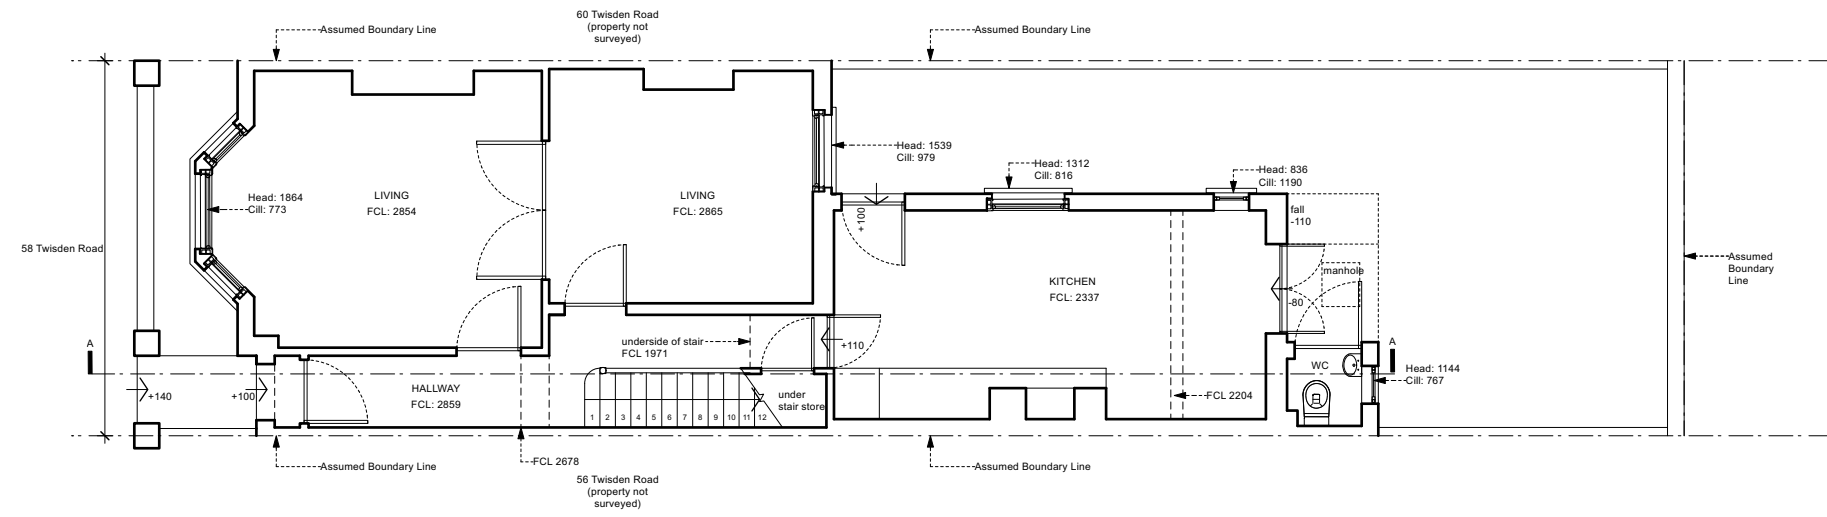 60 Twisden Road
(property not
surveyed)
Assumed Boundary Line
Assumed Boundary Line
Head: 1539
Cill: 979
Head: 1312
Cill: 816
Head: 836
Cill: 1190
Head: 1864
Cill: 773
LIVING
FCL: 2854
LIVING
FCL: 2865
+100
fall
-110
58 Twisden Road
Assumed
Boundary
Line
manhole
KITCHEN
FCL: 2337
-80
A
underside of stair
FCL 1971
+110
A
WC
Head: 1144
Cill: 767
+140
+100
HALLWAY
FCL: 2859
under
stair store
FCL 2204
1 2 3 4 5 6 7 8 9 10 11 12
Assumed Boundary Line
FCL 2678
Assumed Boundary Line
56 Twisden Road
(property not
surveyed)